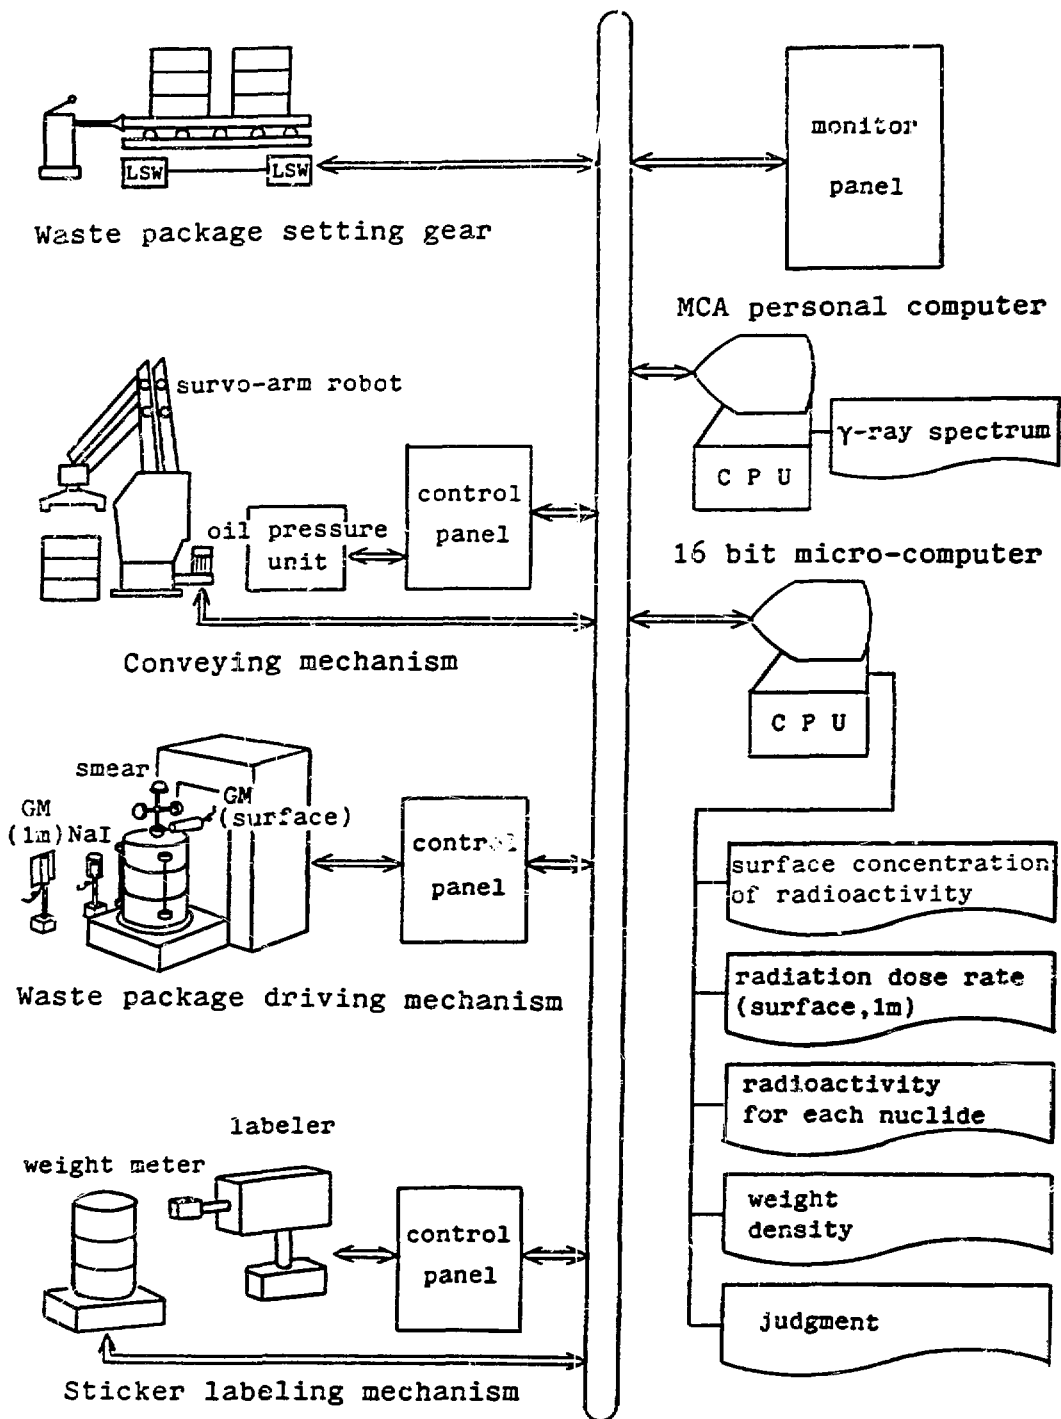 LSW
LSW
Waste package setting gear
survo-arm robot
oil pressure
unit
control
panel
Conveying mechanism
smear
GM
(surface)
GM
(1m)
NaI
control
panel
Waste package driving mechanism
labeler
weight meter
control
panel
Sticker labeling mechanism
monitor
panel
MCA personal computer
C P U
γ-ray spectrum
16 bit micro-computer
C P U
surface concentration
of radioactivity
radiation dose rate
(surface,1m)
radioactivity
for each nuclide
weight
density
judgment